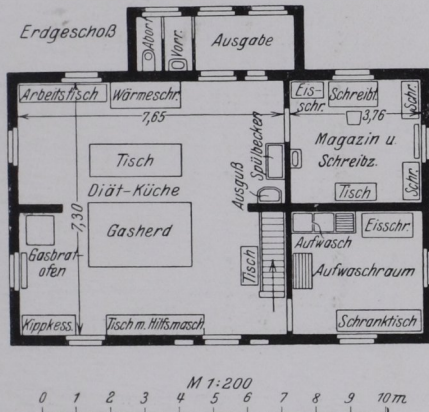 Erdgeschoß
Abort
Vorr.
Ausgabe
Arbeitstisch
Wärmeschr.
Eis-
schr.
Schreibt.
Schr.
7,65
3,76
Magazin u.
Schreibz.
Tisch
Spülbecken
Ausguß
Tisch
Schr.
Diät-Küche
7,30
Gasherd
Gasbrat-
ofen
Tisch
Aufwasch
Eisschr.
Aufwaschraum
Kippkess.
Tisch m. Hilfsmasch.
Schranktisch
M 1:200
0 1 2 3 4 5 6 7 8 9 10m